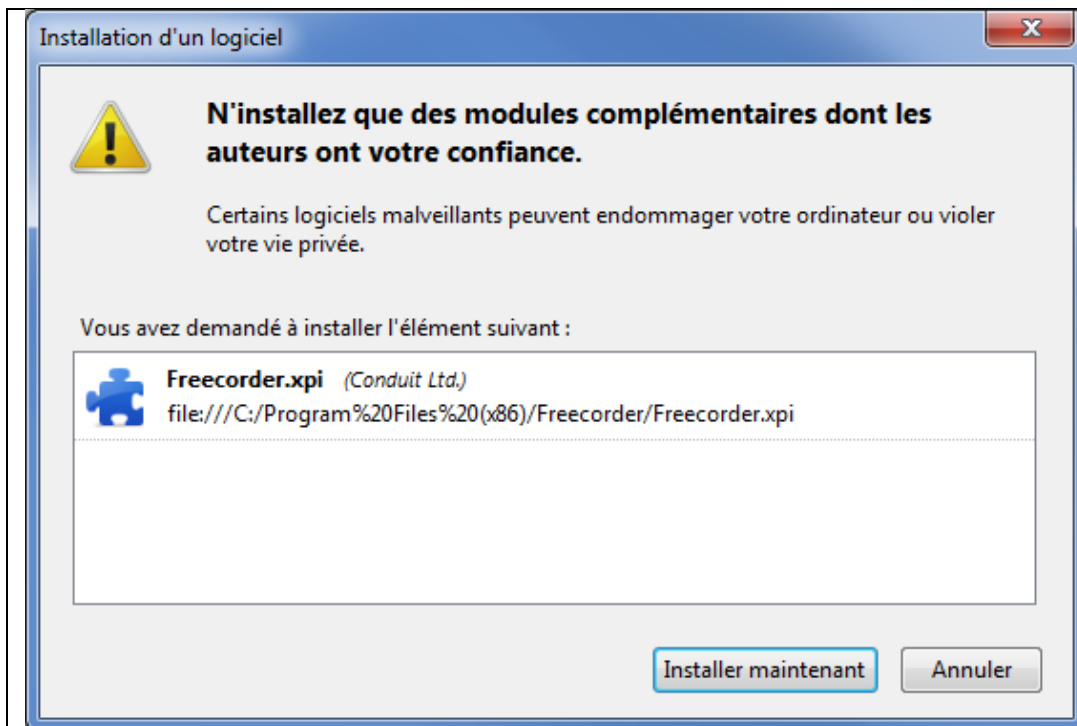 Installation d'un logiciel
N'installez que des modules complémentaires dont les
auteurs ont votre confiance.
Certains logiciels malveillants peuvent endommager votre ordinateur ou violer
votre vie privée.
Vous avez demandé à installer l'élément suivant :
Freecorder.xpi (Conduit Ltd.)
file:///C:/Program%20Files%20(x86)/Freecorder/Freecorder.xpi
Installer maintenant Annuler